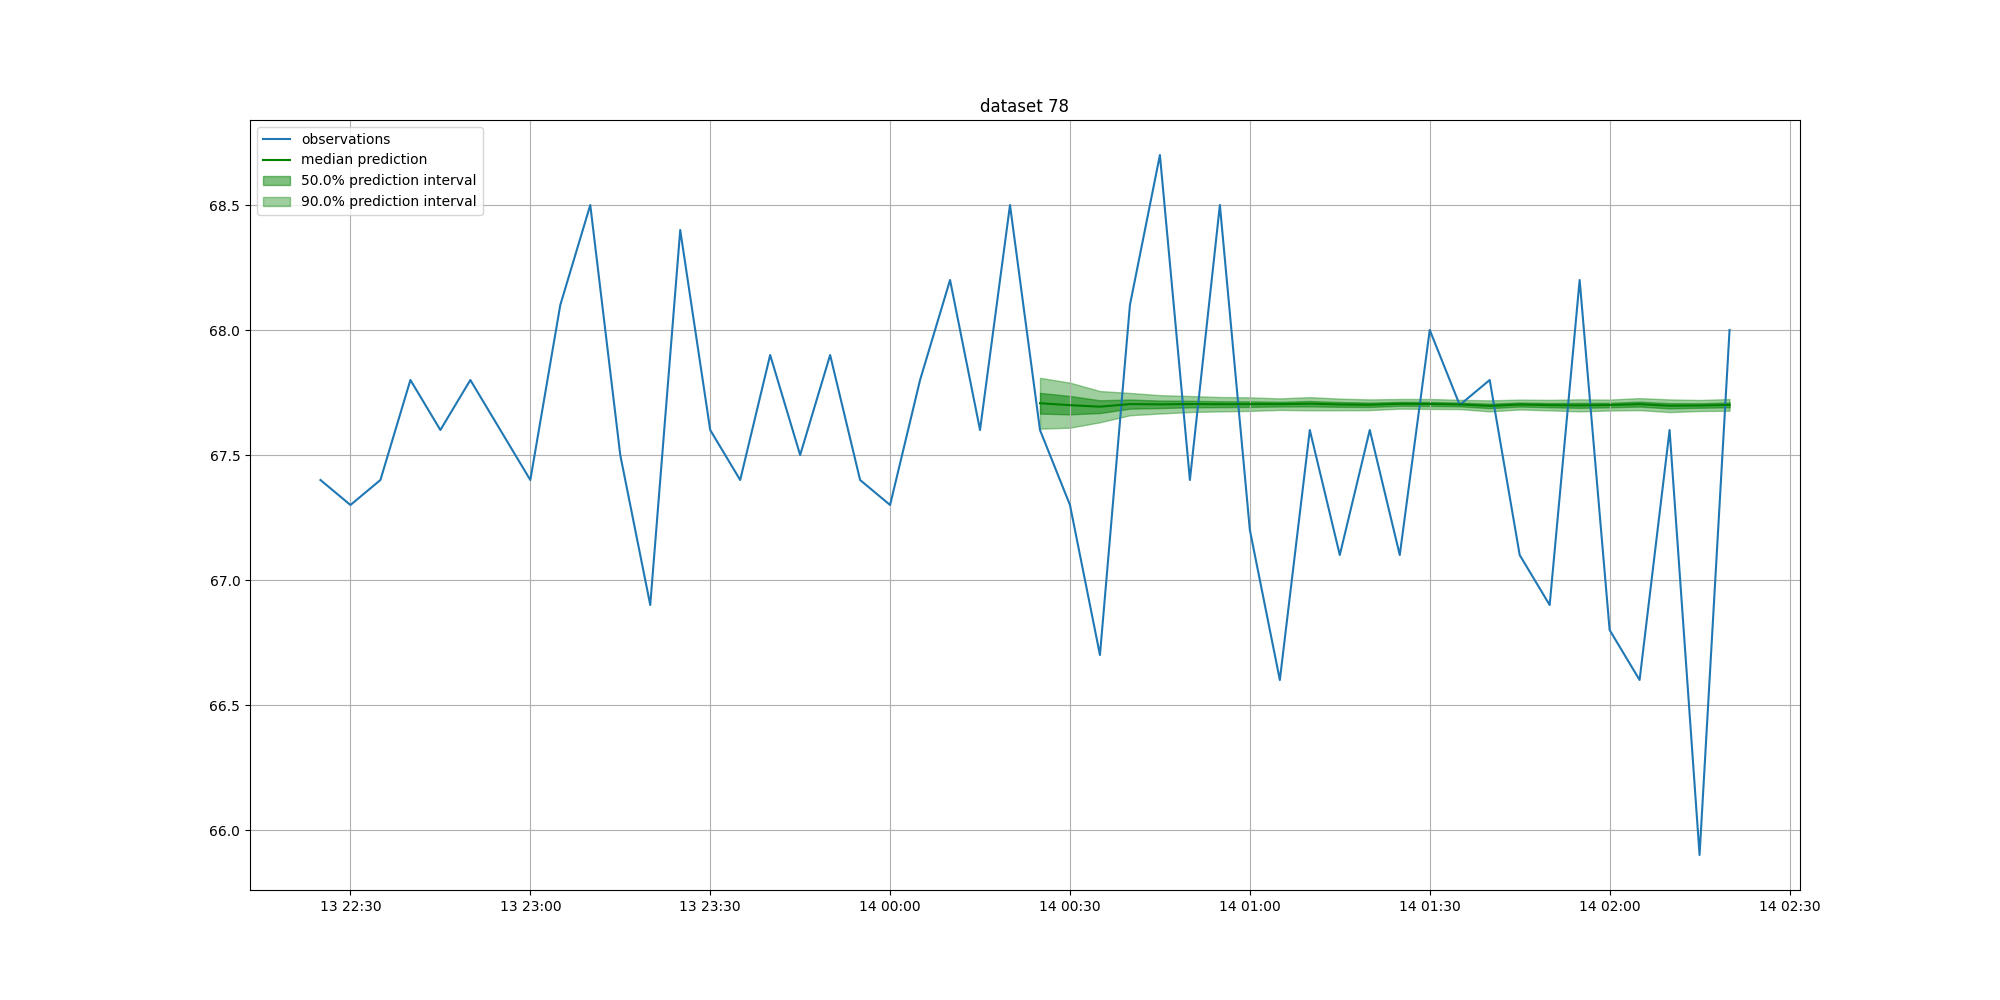 dataset 78
observations
median prediction
50.0% prediction interval
90.0% prediction interval
68.5
68.0
67.5
67.0
66.5
66.0
13 22:30 13 23:00 13 23:30 14 00:00 14 00:30 14 01:00 14 01:30 14 02:00 14 02:30